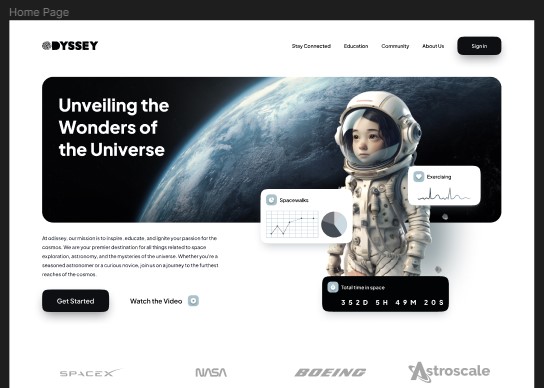 Home Page
ODYSSEY
Stay Connected Education Community About Us Sign in
Unveiling the
Wonders of
the Universe
Exercising
Spacewalks
At odisey, our mission is to inspire, educate, and ignite your passion for the
cosmos. We are your premier destination for all things related to space
exploration, astronomy, and the mysteries of the universe. Whether you're a
seasoned astronomer or a curious novice, join us on a journey to the furthest
reaches of the cosmos.
Total time in space
352D 5H 49M 20S
Get Started Watch the Video
SPACEX NASA BOEING Astroscale